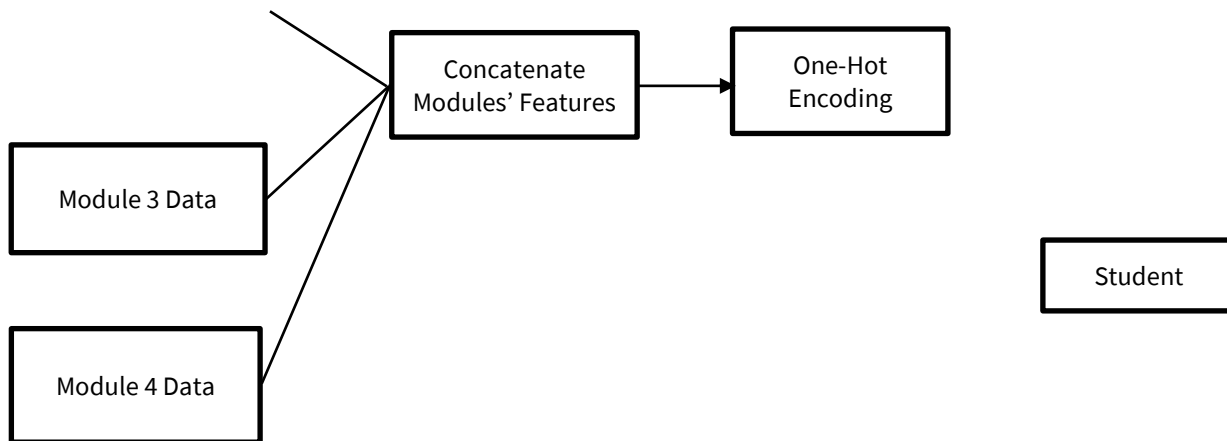 Concatenate
Modules’ Features
One-Hot
Encoding
Module 3 Data
Student
Module 4 Data